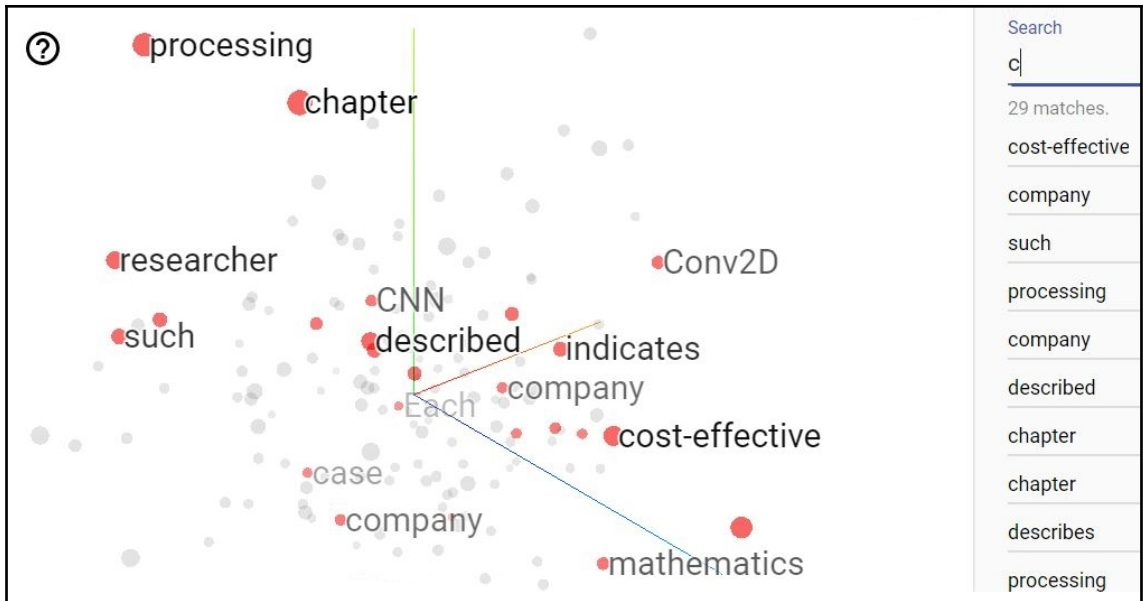 ?
processing
chapter
researcher
Conv2D
CNN
such
described
indicates
company
Each
cost-effective
case
company
mathematics
Search
c
29 matches.
cost-effective
company
such
processing
company
described
chapter
chapter
describes
processing